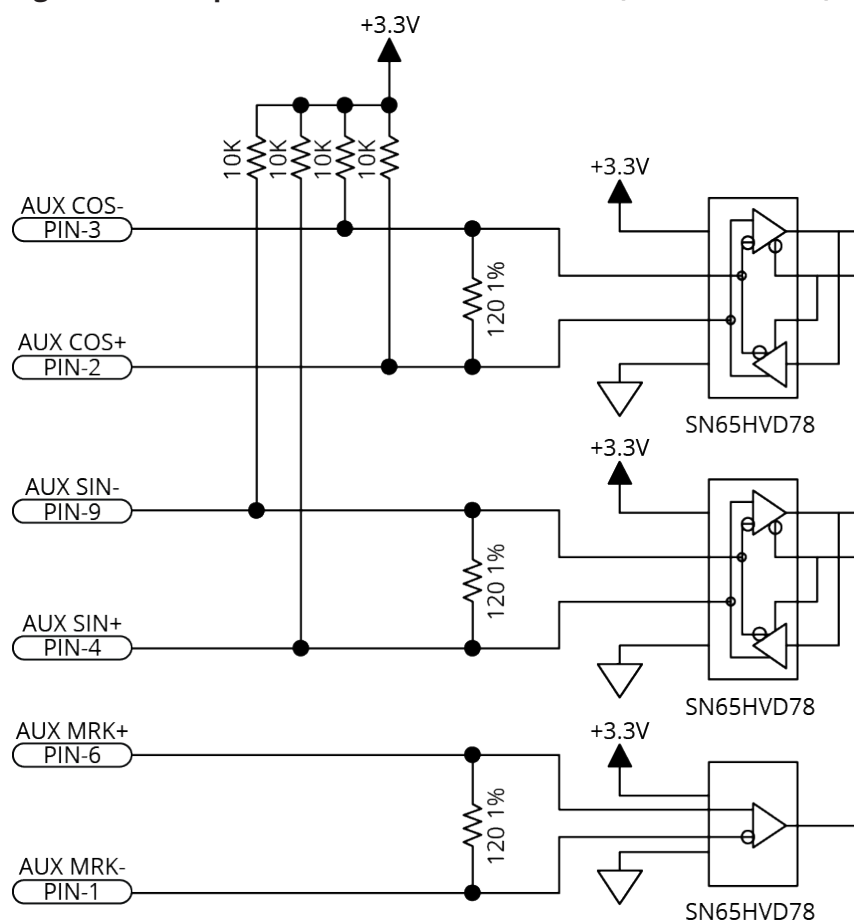 +3.3V
10K
10K
10K
10K
+3.3V
AUX COS-
PIN-3
120 1%
AUX COS+
PIN-2
SN65HVD78
+3.3V
AUX SIN-
PIN-9
120 1%
AUX SIN+
PIN-4
SN65HVD78
+3.3V
AUX MRK+
PIN-6
120 1%
AUX MRK-
PIN-1
SN65HVD78